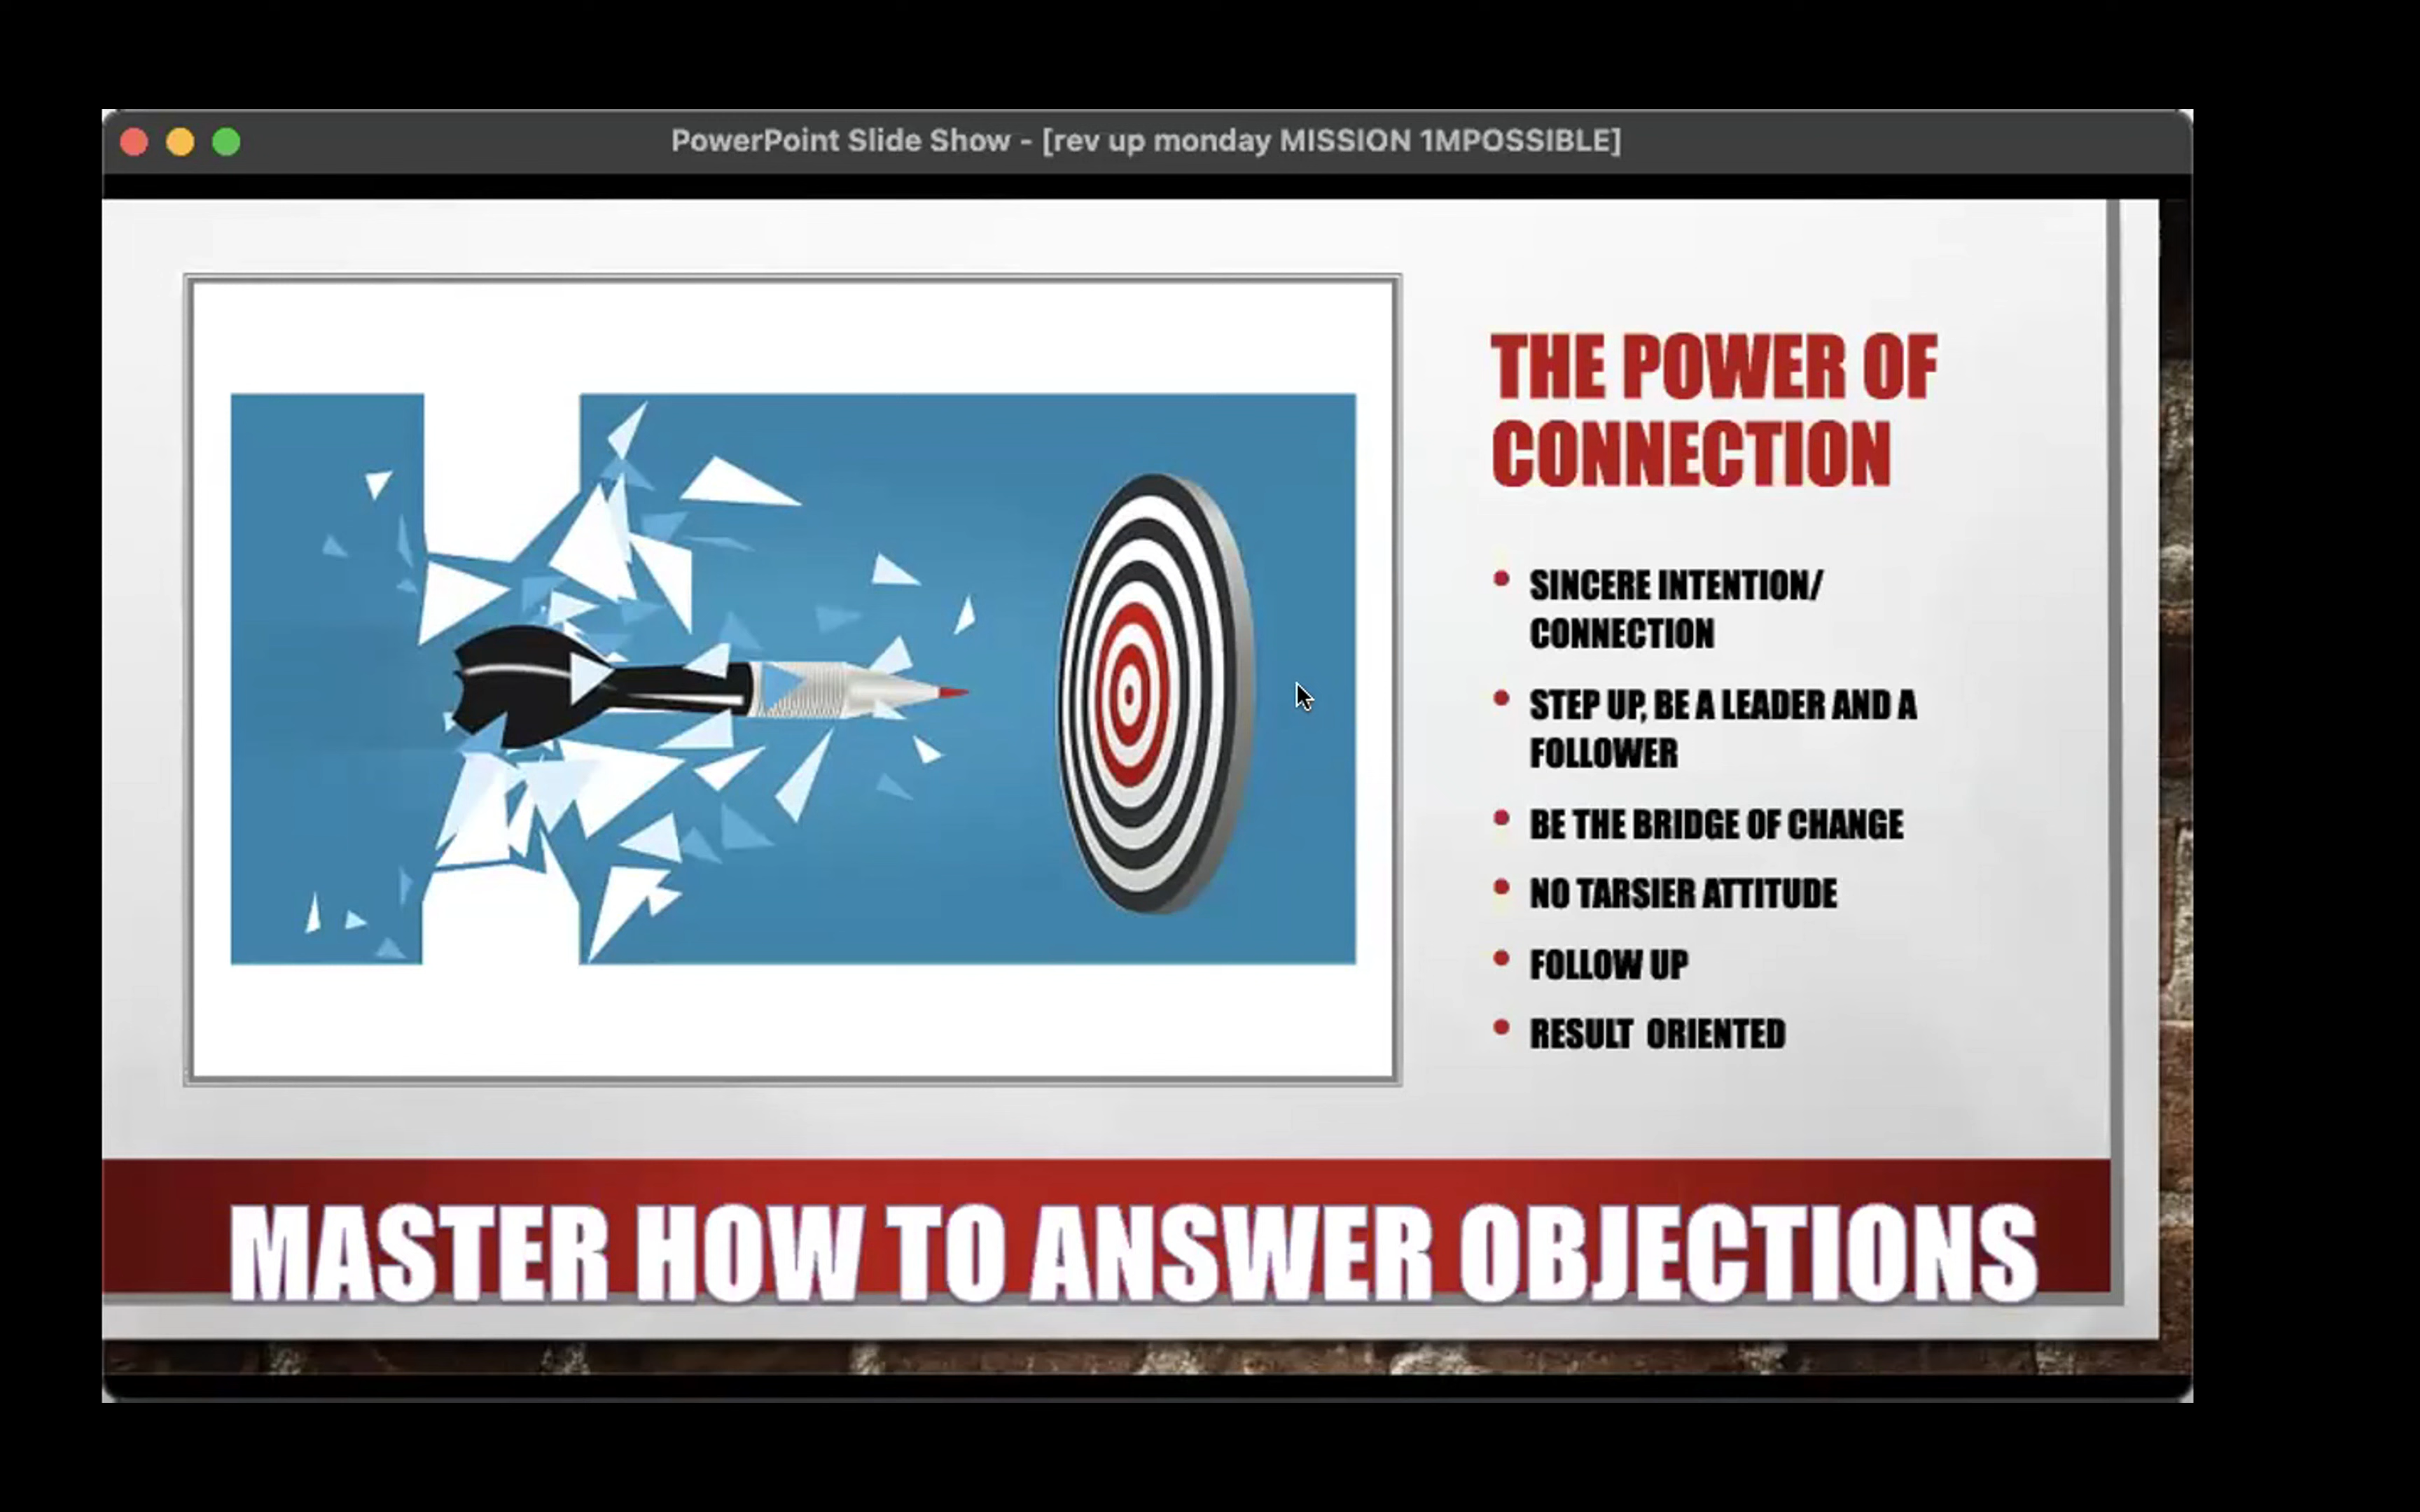 PowerPoint Slide Show - [rev up monday MISSION 1MPOSSIBLE]
THE POWER OF
CONNECTION
• SINCERE INTENTION/
CONNECTION
• STEP UP, BE A LEADER AND A
FOLLOWER
• BE THE BRIDGE OF CHANGE
• NO TARSIER ATTITUDE
• FOLLOW UP
• RESULT ORIENTED
MASTER HOW TO ANSWER OBJECTIONS